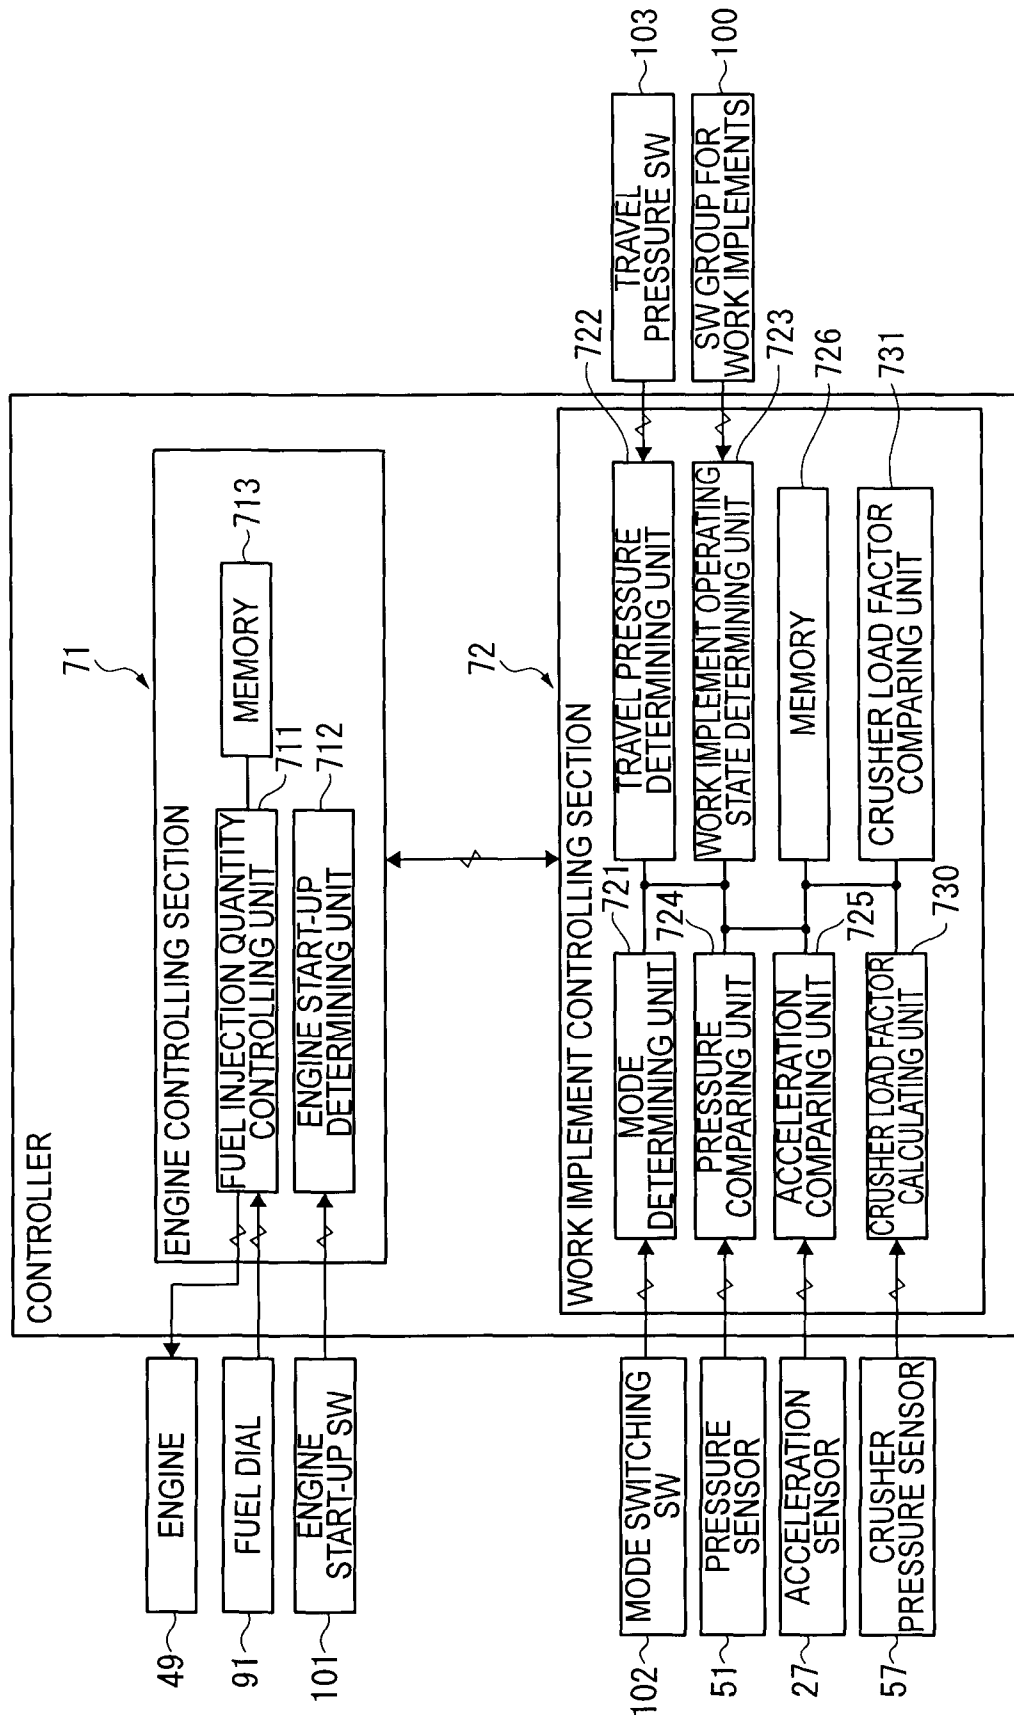 CONTROLLER
71
ENGINE CONTROLLING SECTION
FUEL INJECTION QUANTITY
CONTROLLING UNIT
711
MEMORY
713
ENGINE START-UP
DETERMINING UNIT
712
49
ENGINE
91
FUEL DIAL
101
ENGINE
START-UP SW
72
WORK IMPLEMENT CONTROLLING SECTION
MODE
DETERMINING UNIT
721
TRAVEL PRESSURE
DETERMINING UNIT
722
PRESSURE
COMPARING UNIT
724
WORK IMPLEMENT OPERATING
STATE DETERMINING UNIT
723
ACCELERATION
COMPARING UNIT
725
MEMORY
726
CRUSHER LOAD FACTOR
CALCULATING UNIT
730
CRUSHER LOAD FACTOR
COMPARING UNIT
731
102
MODE SWITCHING
SW
51
PRESSURE
SENSOR
27
ACCELERATION
SENSOR
57
CRUSHER
PRESSURE SENSOR
TRAVEL
PRESSURE SW
103
SW GROUP FOR
WORK IMPLEMENTS
100